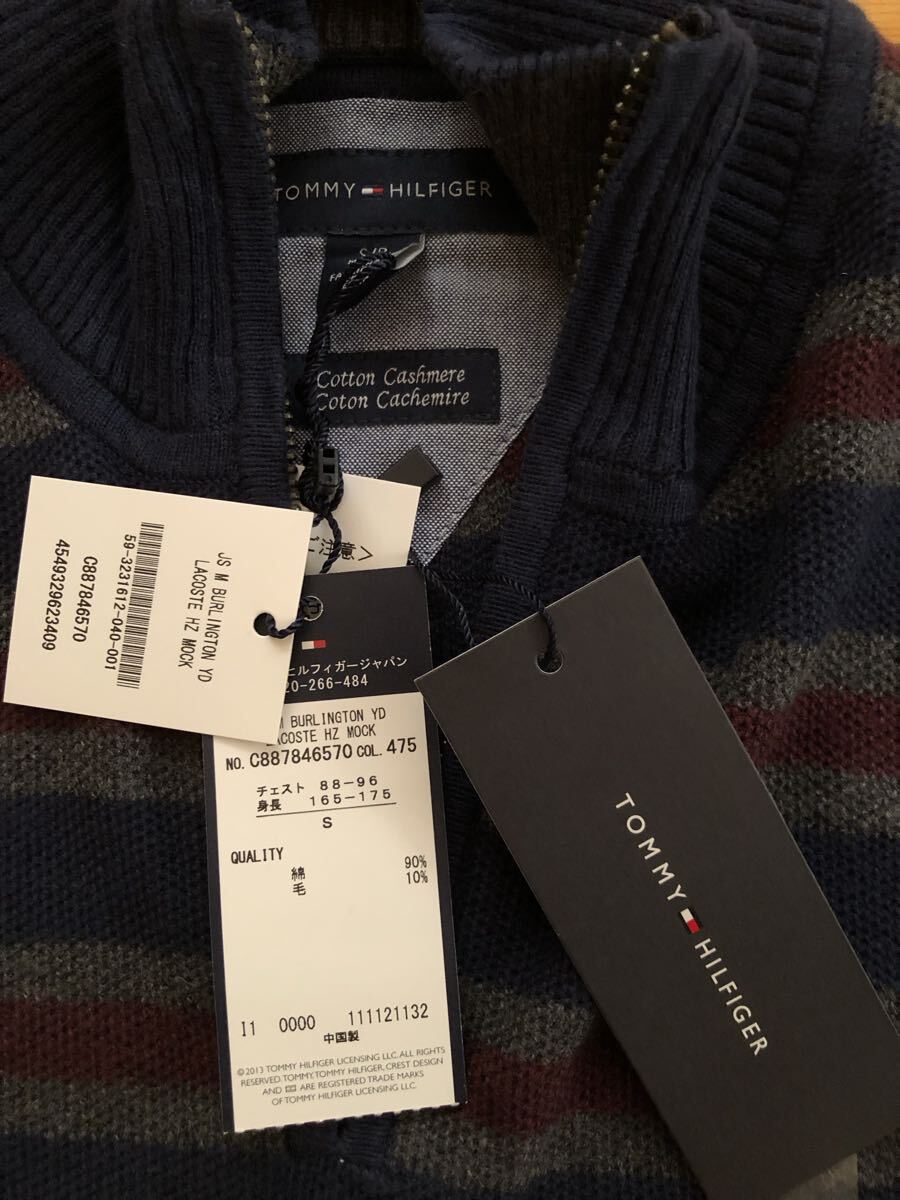 TOMMY HILFIGER
S/P
Cotton Cashmere
Coton Cachemire
JS M BURLINGTON YD
LACOSTE HZ MOCK
59-3231612-040-001
C887846570
4549329623409
ヒルフィガージャパン
20-266-484
M BURLINGTON YD
LACOSTE HZ MOCK
NO. C887846570 COL. 475
チェスト 88-96
身長 165-175
S
QUALITY
綿 90%
毛 10%
I1 0000 111121132
中国製
©2013 TOMMY HILFIGER LICENSING LLC. ALL RIGHTS
RESERVED. TOMMY, TOMMY HILFIGER, CREST DESIGN
AND ARE REGISTERED TRADE MARKS
OF TOMMY HILFIGER LICENSING LLC.
TOMMY HILFIGER